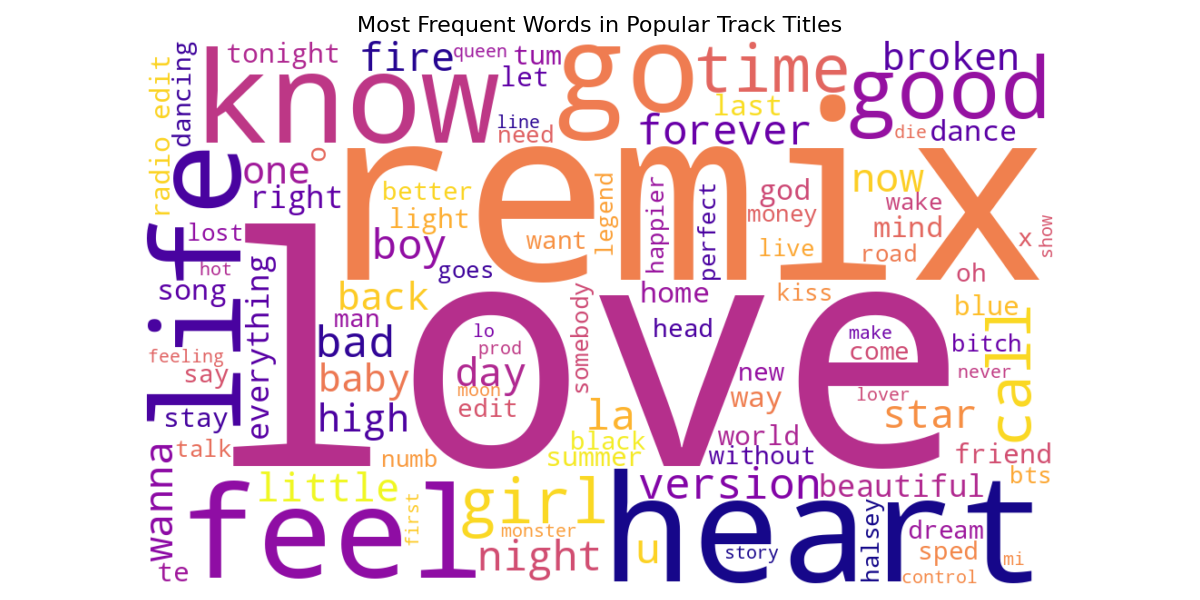 Most Frequent Words in Popular Track Titles
tonight
fire
queen
tum
go
time
broken
good
dancing
radio edit
know
let
line
need
last
forever
die
dance
life
one
o
right
remix
better
light
want
legend
happier
perfect
god
money
live
now
wake
mind
road
x
show
lost
hot
song
boy
goes
love
back
man
bad
baby
high
everything
feeling
say
stay
talk
lo
prod
day
moon
edit
somebody
home
head
kiss
oh
blue
make
come
bitch
never
call
new
way
lover
star
la
black
summer
world
without
friend
bts
numb
wanna
te
feel
little
first
girl
monster
night
version
u
heart
story
beautiful
halsey
dream
sped
control
mi